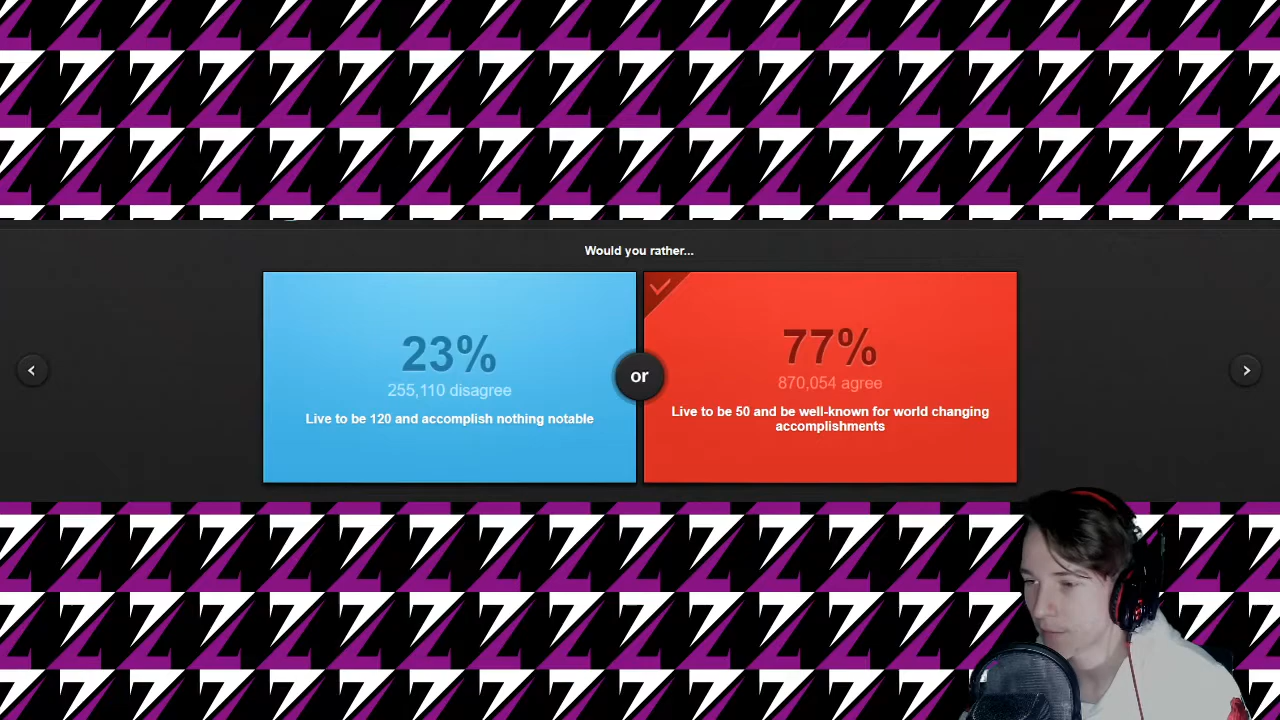 Would you rather...
23%
255,110 disagree
Live to be 120 and accomplish nothing notable
or
77%
870,054 agree
Live to be 50 and be well-known for world changing
accomplishments